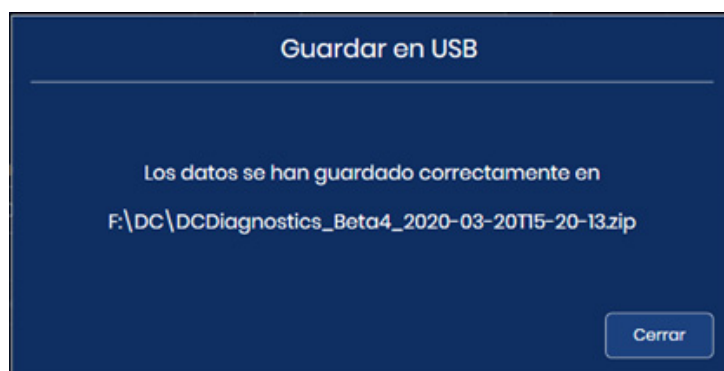 Guardar en USB
Los datos se han guardado correctamente en
F:\DC\DCDiagnostics_Beta4_2020-03-20T15-20-13.zip
Cerrar